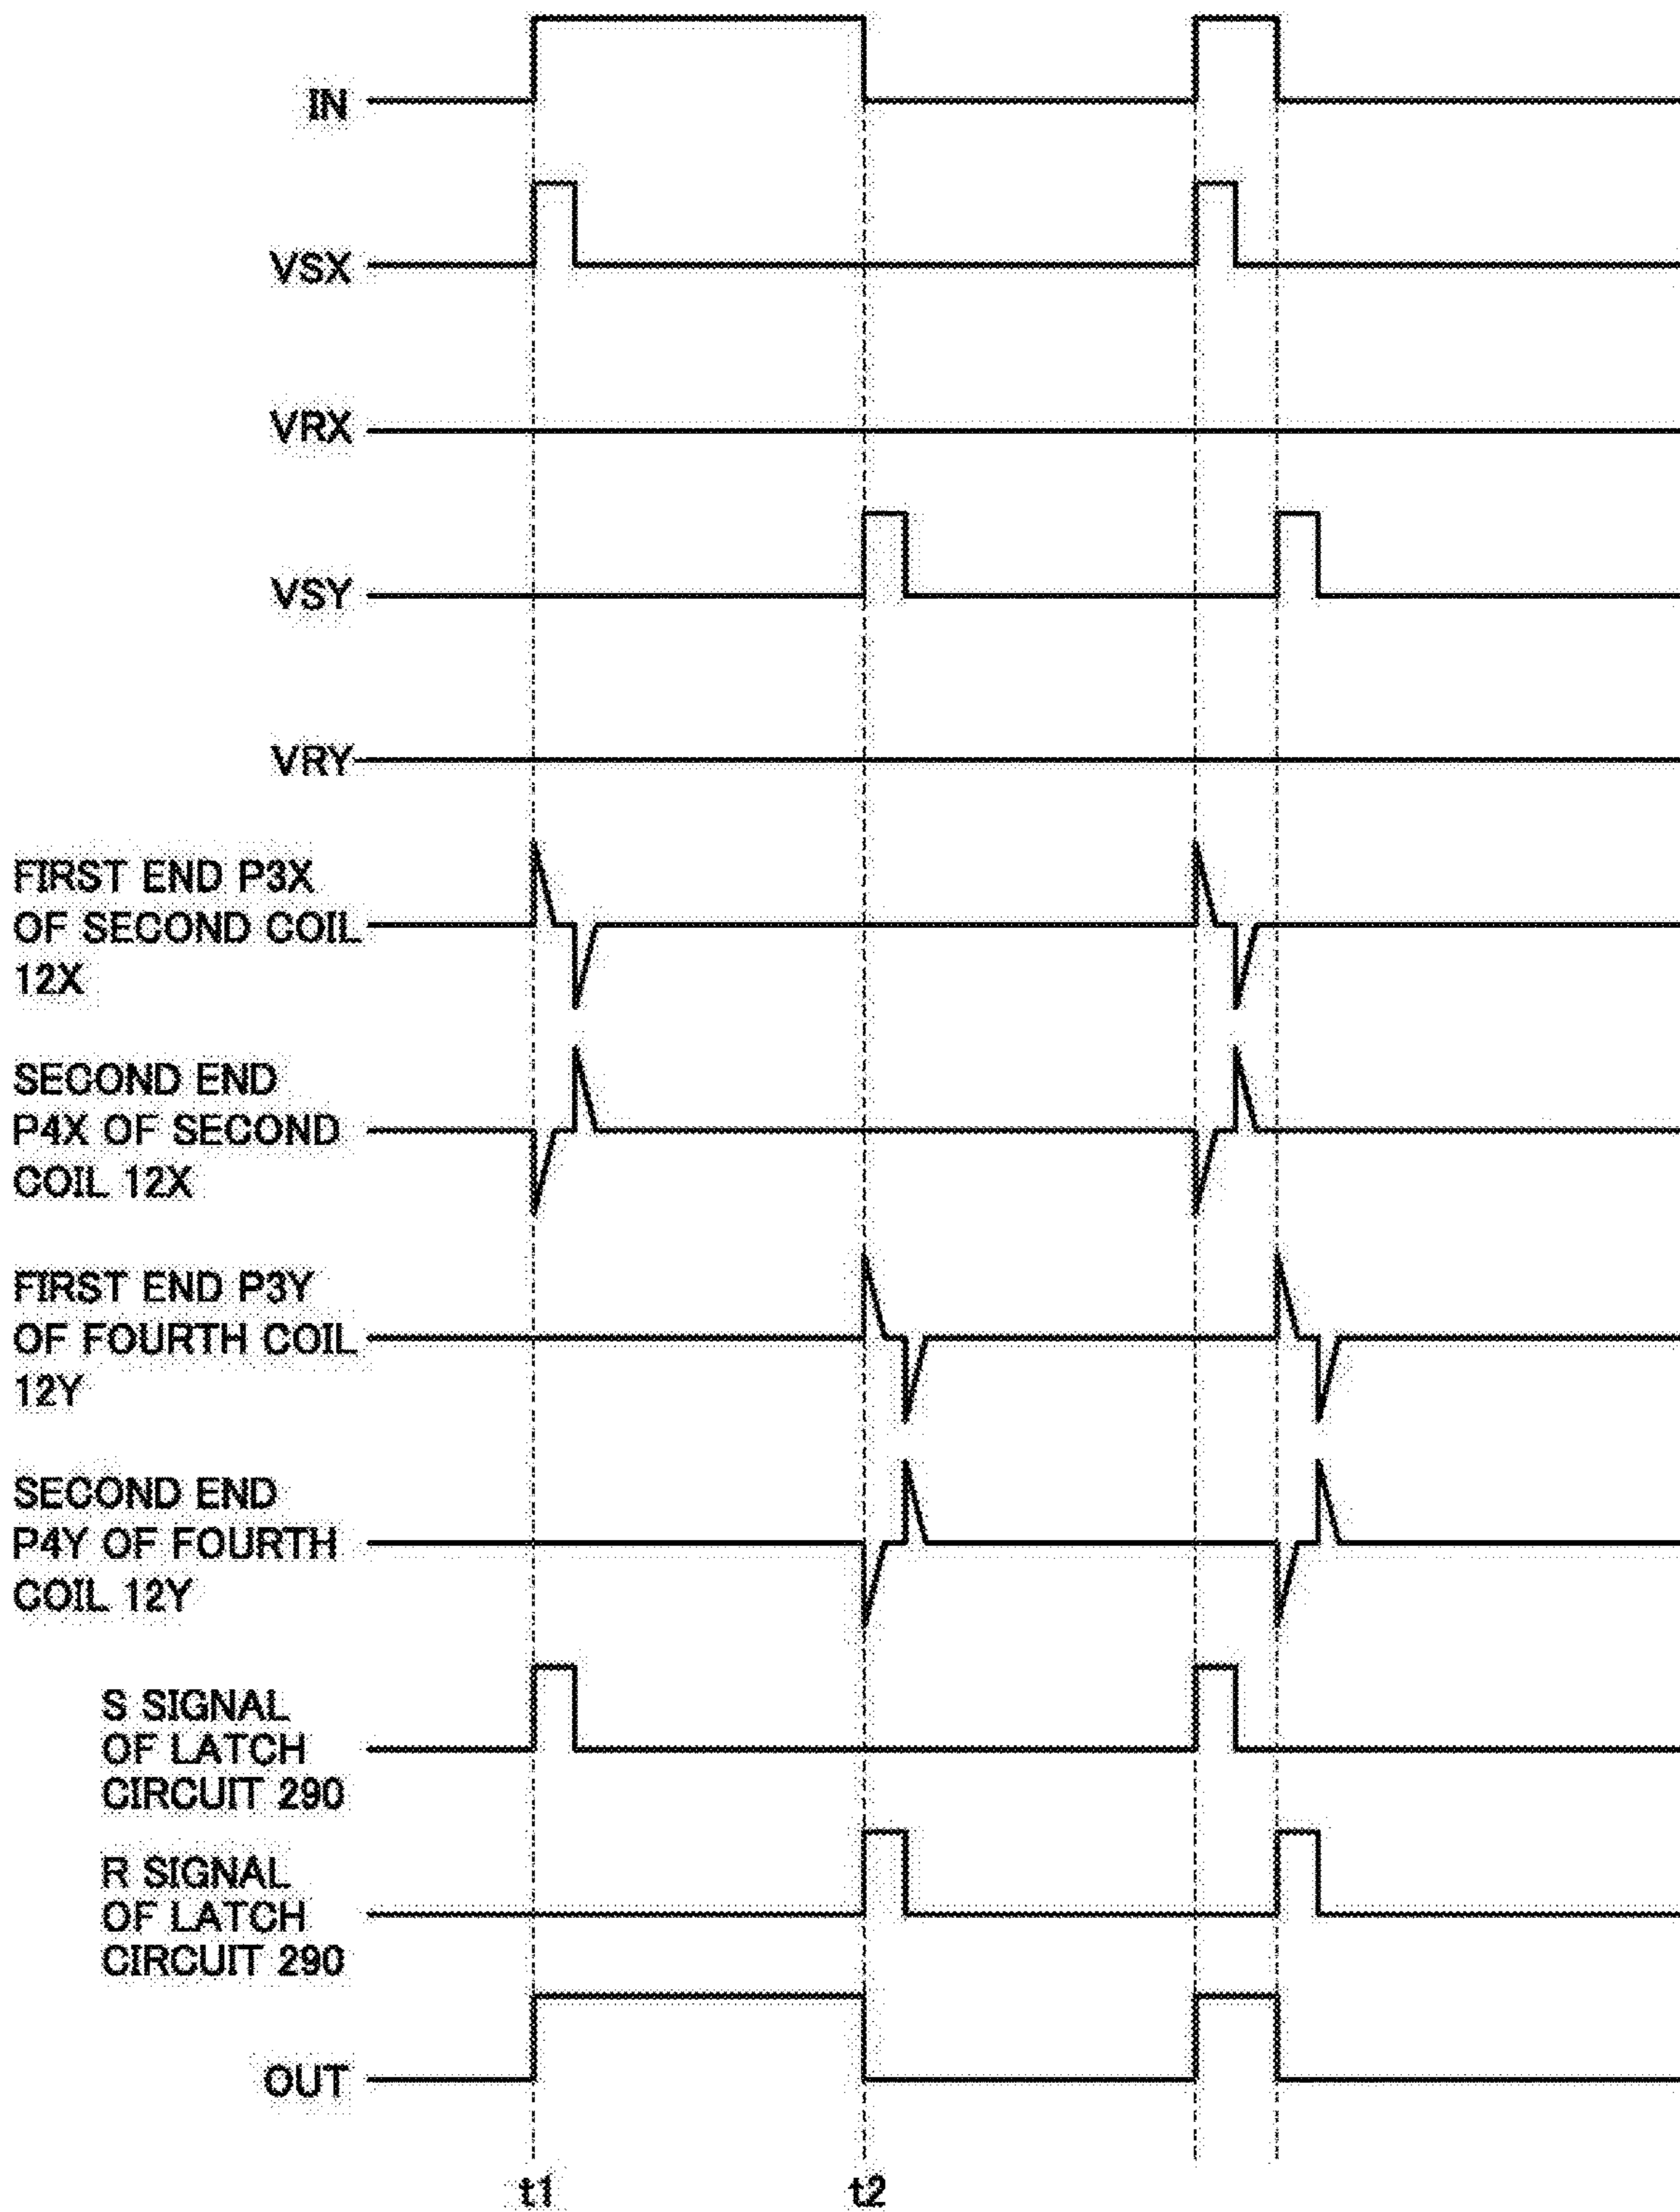 IN
VSX
VRX
VSY
VRY
FIRST END P3X
OF SECOND COIL
12X
SECOND END
P4X OF SECOND
COIL 12X
FIRST END P3Y
OF FOURTH COIL
12Y
SECOND END
P4Y OF FOURTH
COIL 12Y
S SIGNAL
OF LATCH
CIRCUIT 290
R SIGNAL
OF LATCH
CIRCUIT 290
OUT
t1 t2